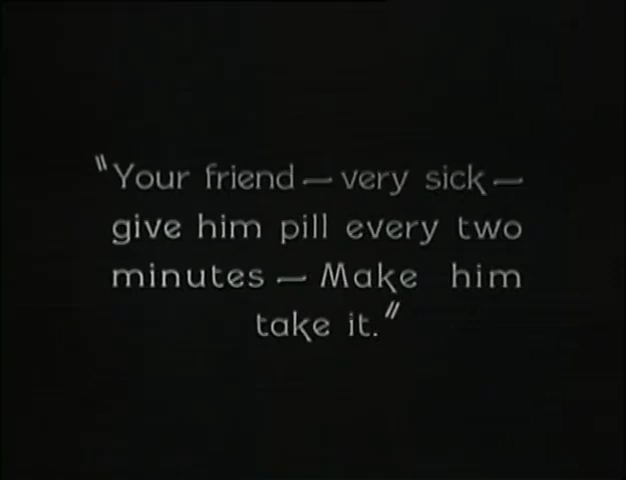 "Your friend — very sick —
give him pill every two
minutes — Make him
take it."